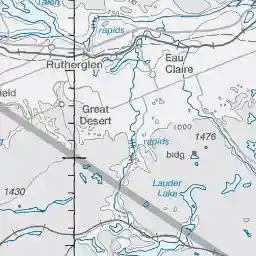 rapids
Rutherglen
Eau
Claire
Great
Desert
1000
1476
rapids
bldg
Lauder
Lake
1430